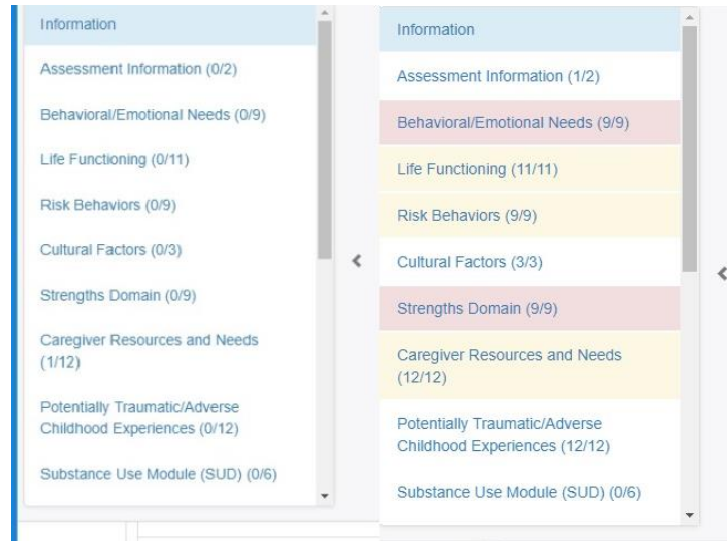 Information
Assessment Information (0/2)
Behavioral/Emotional Needs (0/9)
Life Functioning (0/11)
Risk Behaviors (0/9)
Cultural Factors (0/3)
Strengths Domain (0/9)
Caregiver Resources and Needs
(1/12)
Potentially Traumatic/Adverse
Childhood Experiences (0/12)
Substance Use Module (SUD) (0/6)
Information
Assessment Information (1/2)
Behavioral/Emotional Needs (9/9)
Life Functioning (11/11)
Risk Behaviors (9/9)
Cultural Factors (3/3)
Strengths Domain (9/9)
Caregiver Resources and Needs
(12/12)
Potentially Traumatic/Adverse
Childhood Experiences (12/12)
Substance Use Module (SUD) (0/6)